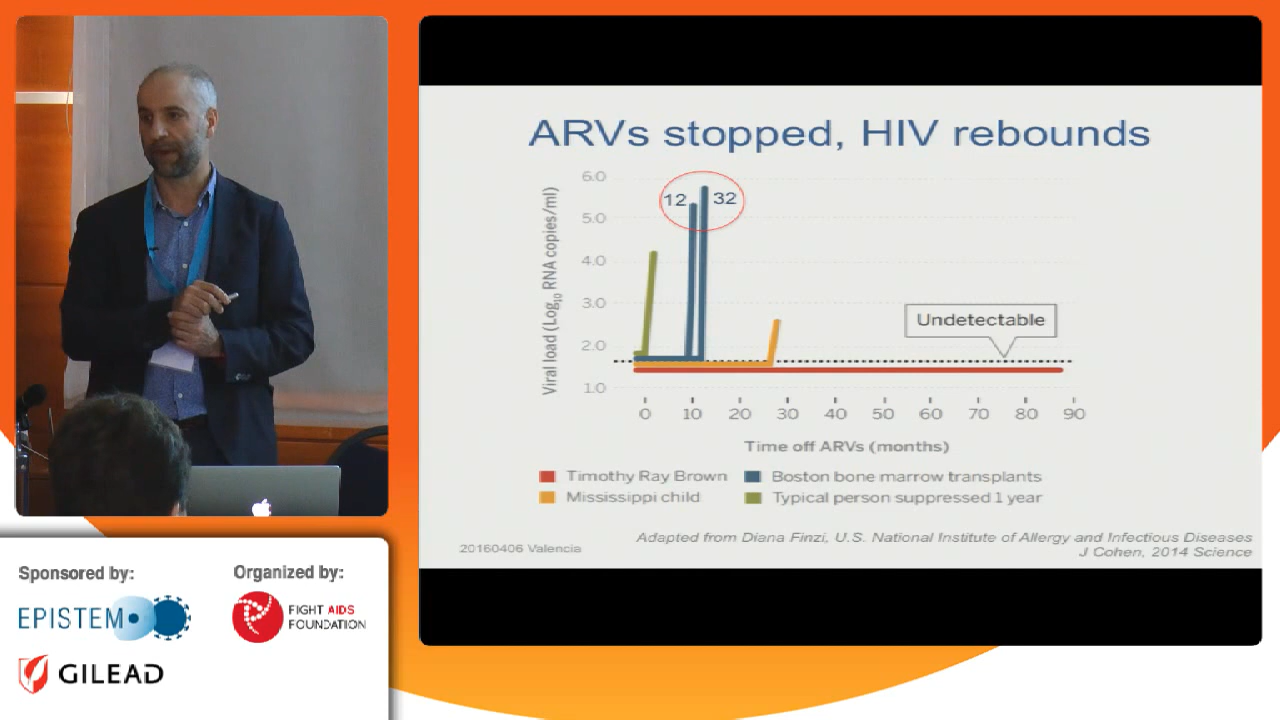 ARVs stopped, HIV rebounds
Viral load (Log10 RNA copies/ml)
6.0
5.0
4.0
3.0
2.0
1.0
12
32
Undetectable
0 10 20 30 40 50 60 70 80 90
Time off ARVs (months)
Timothy Ray Brown
Boston bone marrow transplants
Mississippi child
Typical person suppressed 1 year
Adapted from Diana Finzi, U.S. National Institute of Allergy and Infectious Diseases
J Cohen, 2014 Science
20160406 Valencia
Sponsored by:
EPISTEM
GILEAD
Organized by:
FIGHT AIDS
FOUNDATION